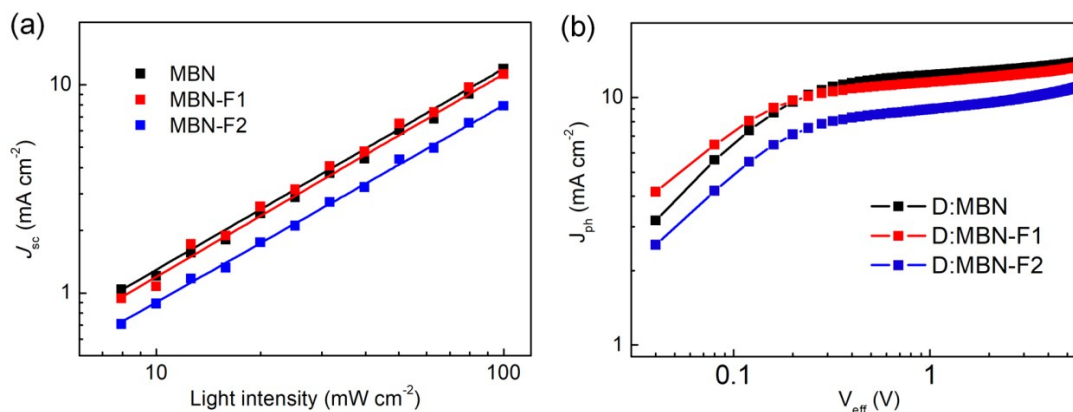 (a)
MBN
MBN-F1
MBN-F2
10
1
J_sc (mA cm⁻²)
10
100
Light intensity (mW cm⁻²)
(b)
10
1
J_ph (mA cm⁻²)
D:MBN
D:MBN-F1
D:MBN-F2
0.1
1
V_eff (V)